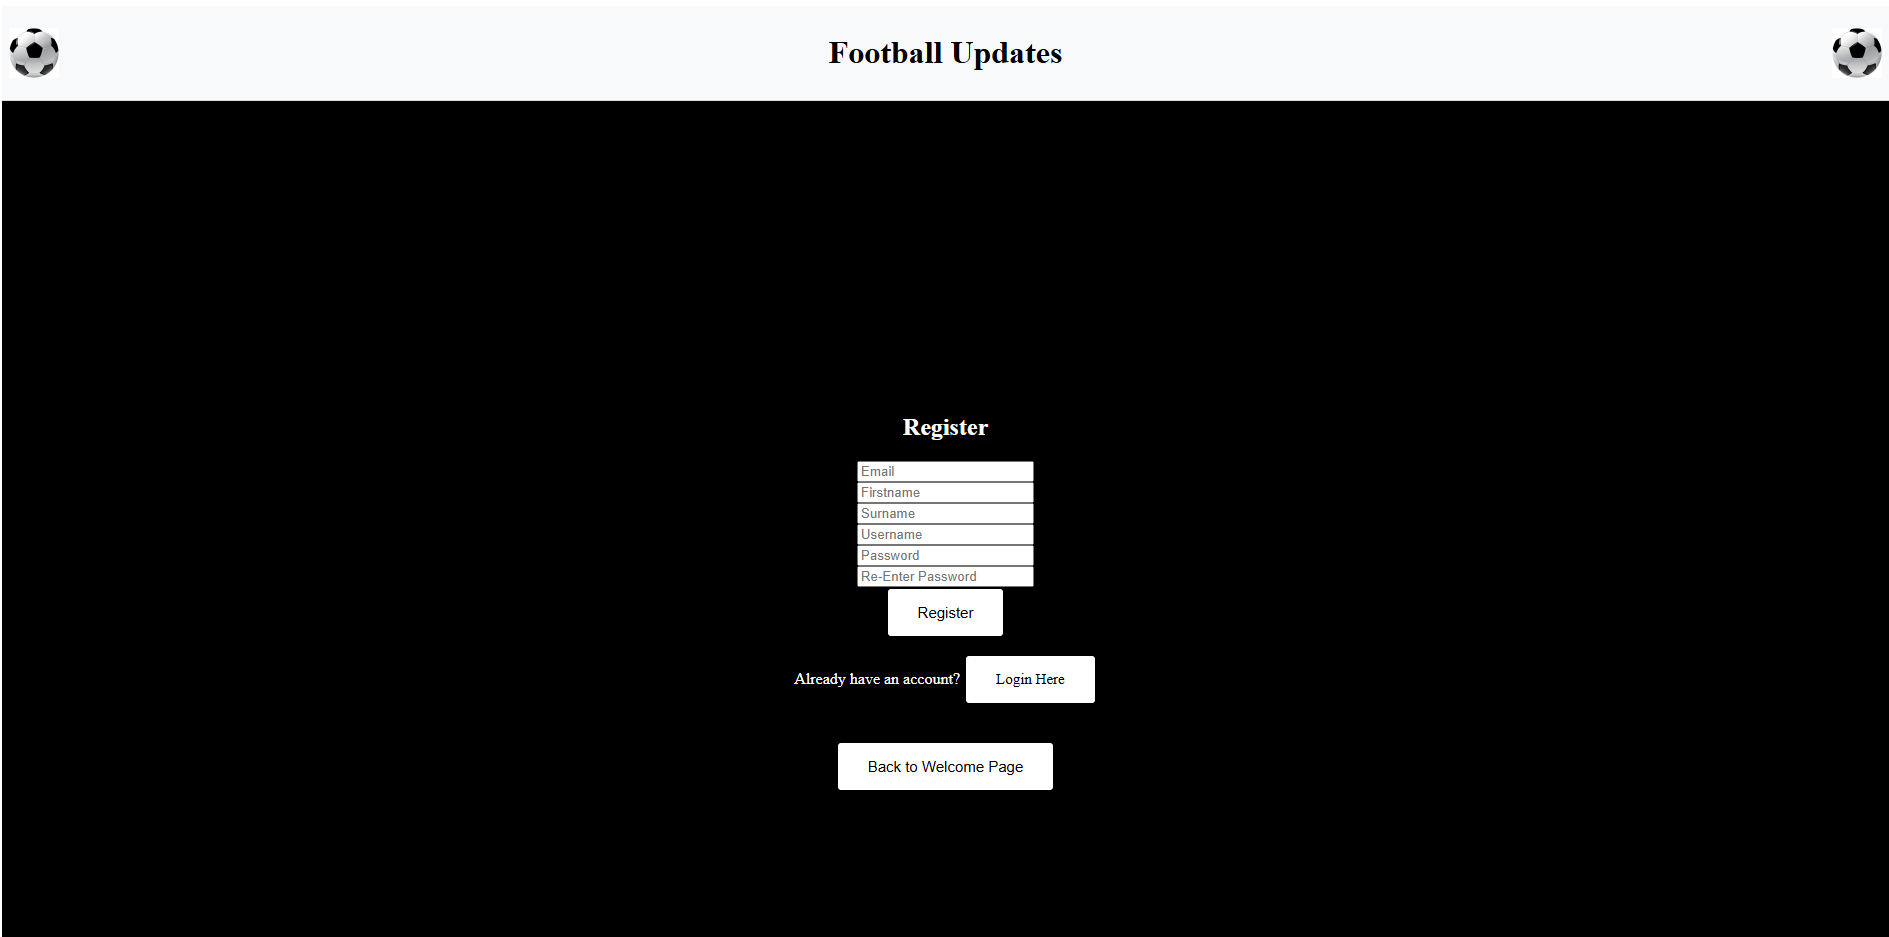 Football Updates
Register
Email
Firstname
Surname
Username
Password
Re-Enter Password
Register
Already have an account? Login Here
Back to Welcome Page